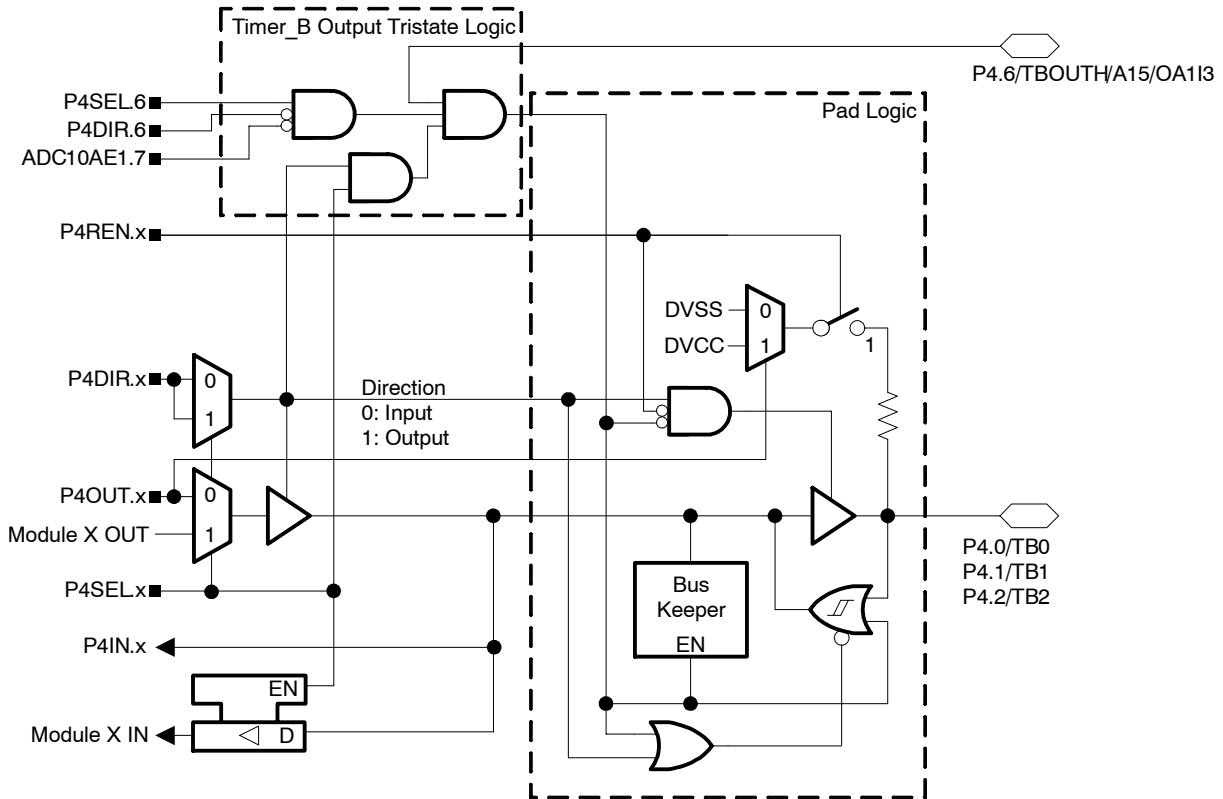 Timer_B Output Tristate Logic
P4.6/TBOUTH/A15/OA1I3
P4SEL.6
P4DIR.6
ADC10AE1.7
Pad Logic
P4REN.x
DVSS
0
DVCC
1
1
P4DIR.x
0
1
Direction
0: Input
1: Output
P4OUT.x
0
Module X OUT
1
P4.0/TB0
P4.1/TB1
P4.2/TB2
P4SEL.x
Bus
Keeper
EN
P4IN.x
EN
Module X IN
D